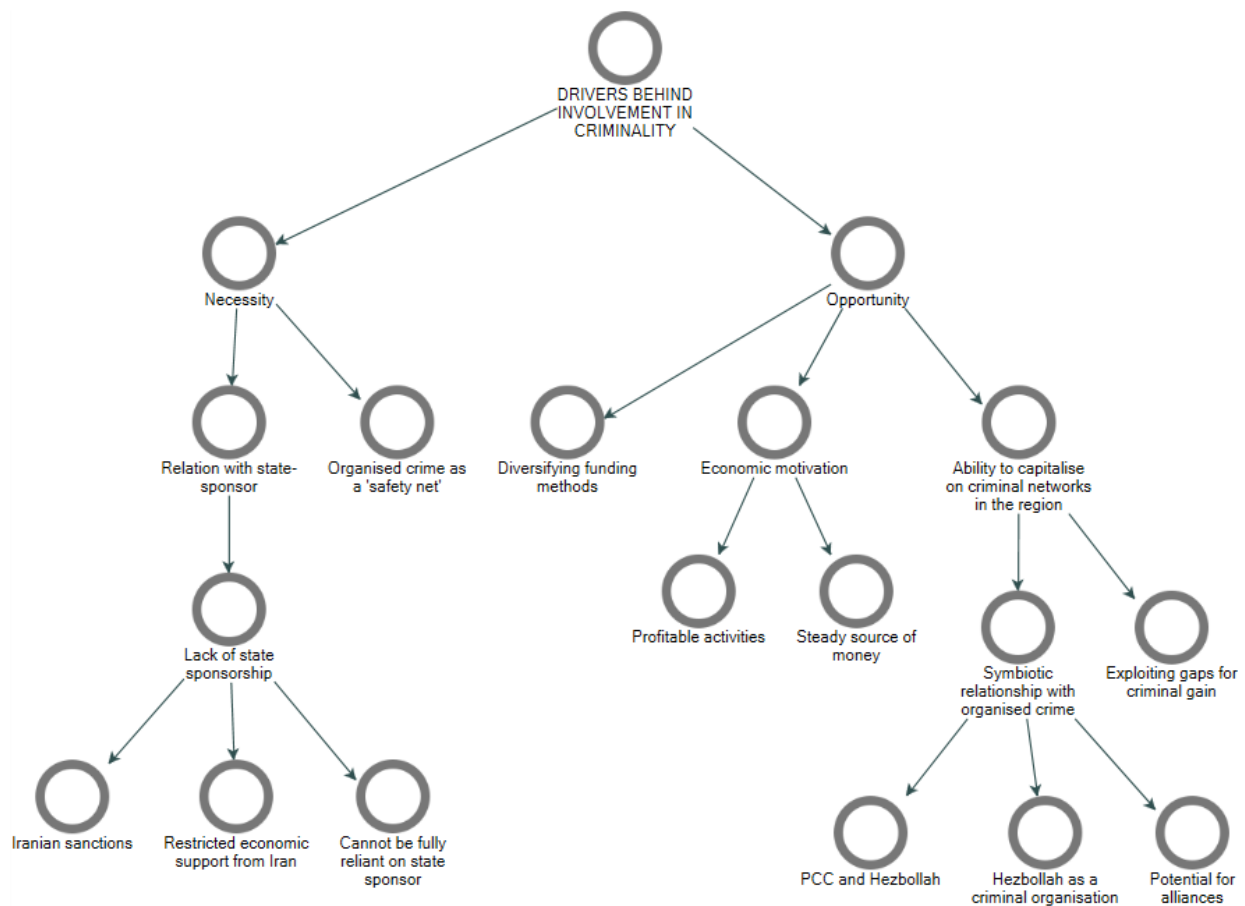 DRIVERS BEHIND
INVOLVEMENT IN
CRIMINALITY
Necessity
Opportunity
Relation with state-
sponsor
Organised crime as
a 'safety net'
Diversifying funding
methods
Economic motivation
Ability to capitalise
on criminal networks
in the region
Lack of state
sponsorship
Profitable activities
Steady source of
money
Symbiotic
relationship with
organised crime
Exploiting gaps for
criminal gain
Iranian sanctions
Restricted economic
support from Iran
Cannot be fully
reliant on state
sponsor
PCC and Hezbollah
Hezbollah as a
criminal organisation
Potential for
alliances